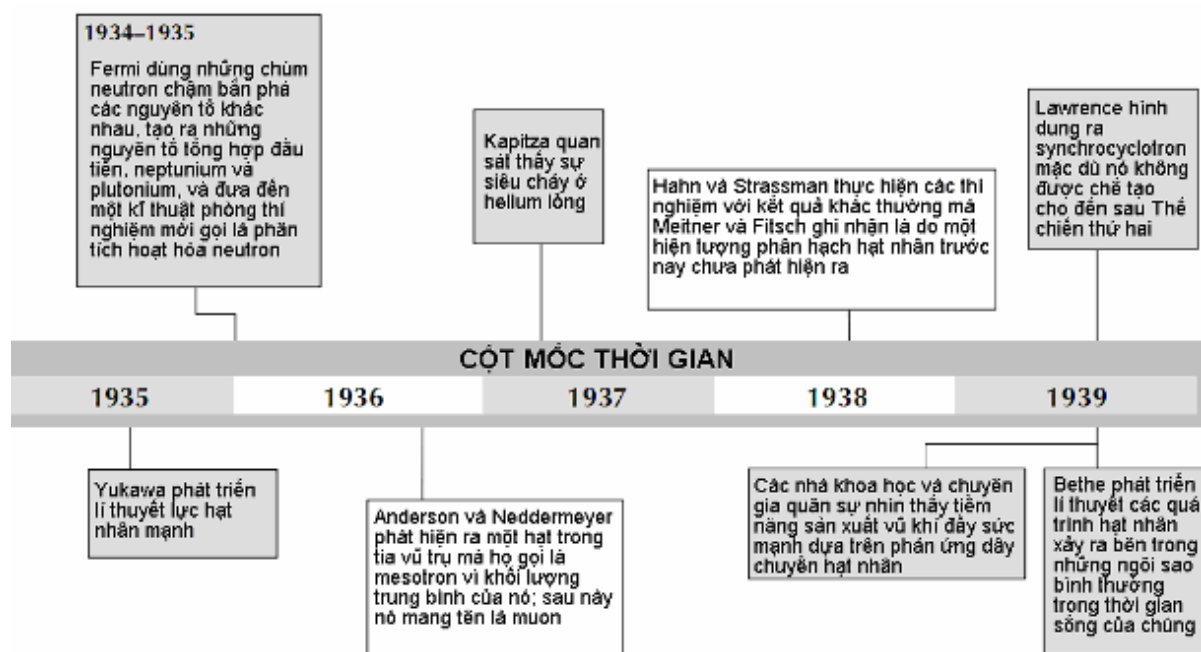 1934–1935
Fermi dùng những chùm
neutron chậm bắn phá
các nguyên tố khác
nhau, tạo ra những
nguyên tố tổng hợp đầu
tiên, neptunium và
plutonium, và đưa đến
một kĩ thuật phòng thí
nghiệm mới gọi là phân
tích hoạt hóa neutron
Kapitza quan
sát thấy sự
siêu chảy ở
helium lỏng
Hahn và Strassman thực hiện các thí
nghiệm với kết quả khác thường mà
Meitner và Fitsch ghi nhận là do một
hiện tượng phân hạch hạt nhân trước
nay chưa phát hiện ra
Lawrence hình
dung ra
synchrocyclotron
mặc dù nó không
được chế tạo
cho đến sau Thế
chiến thứ hai
CỘT MỐC THỜI GIAN
1935 1936 1937 1938 1939
Yukawa phát triển
lí thuyết lực hạt
nhân mạnh
Anderson và Neddermeyer
phát hiện ra một hạt trong
tia vũ trụ mà họ gọi là
mesotron vì khối lượng
trung bình của nó; sau này
nó mang tên là muon
Các nhà khoa học và chuyên
gia quân sự nhìn thấy tiềm
năng sản xuất vũ khí đầy sức
mạnh dựa trên phản ứng dây
chuyền hạt nhân
Bethe phát triển
lí thuyết các quá
trình hạt nhân
xảy ra bên trong
những ngôi sao
bình thường
trong thời gian
sống của chúng